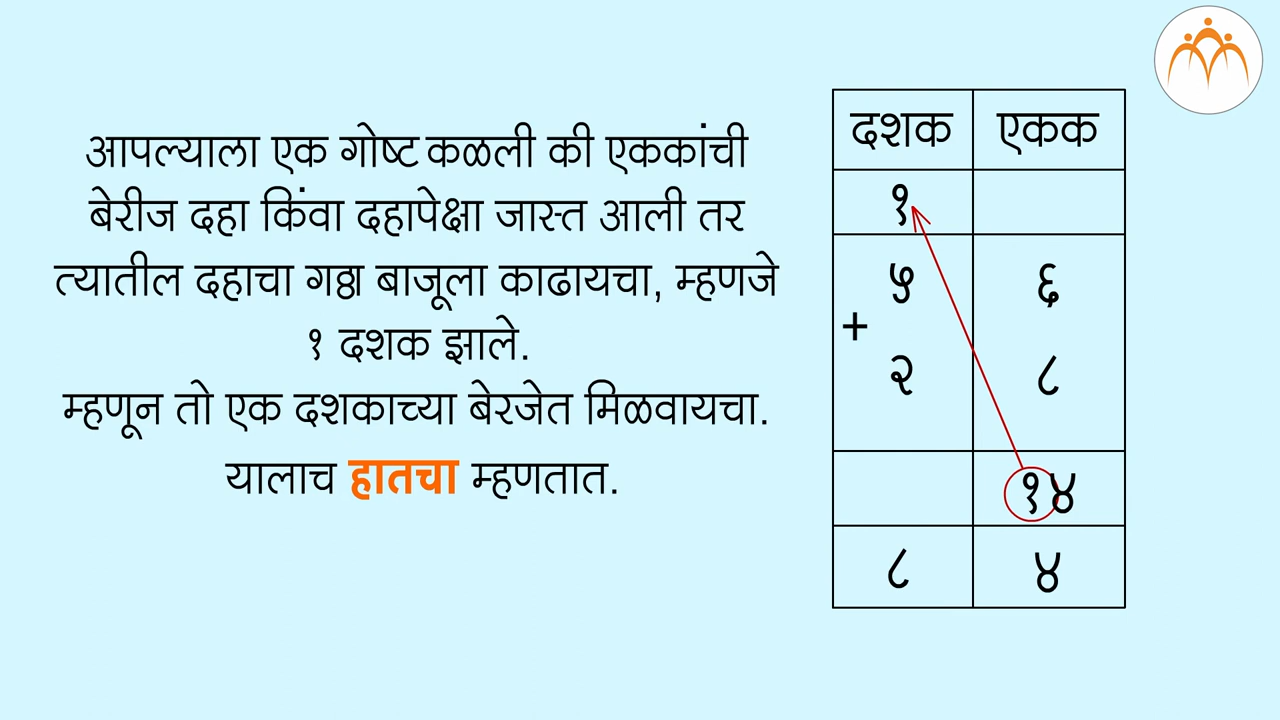 आपल्याला एक गोष्ट कळली की एककांची
बेरीज दहा किंवा दहापेक्षा जास्त आली तर
त्यातील दहाचा गठ्ठा बाजूला काढायचा, म्हणजे
१ दशक झाले.
म्हणून तो एक दशकाच्या बेरजेत मिळवायचा.
यालाच हातचा म्हणतात.
दशक एकक
१
५ ६
+
२ ८
१४
८ ४